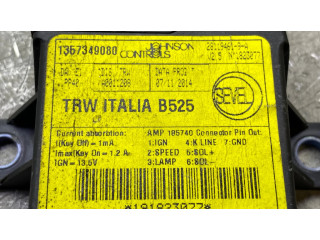 1367349080 JOHNSON CONTROLS
07/11/2014
TRW ITALIA B525
SEVEL
Current absorption: AMP 185740 Connector Pin Out:
I(Key Off)= 1mA 1:IGN 4:K LINE 7:GND
Imax(Key On)= 1.2 A 2:SPEED 5:SOL+
IGN = 13,5V 3:LAMP 6:SOL-
*181823077*